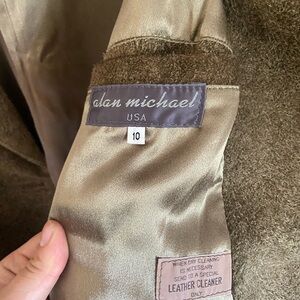 alan michael
USA
10
WHEN DRY CLEANING
IS NECESSARY
SEND TO A SPECIAL
LEATHER CLEANER
ONLY